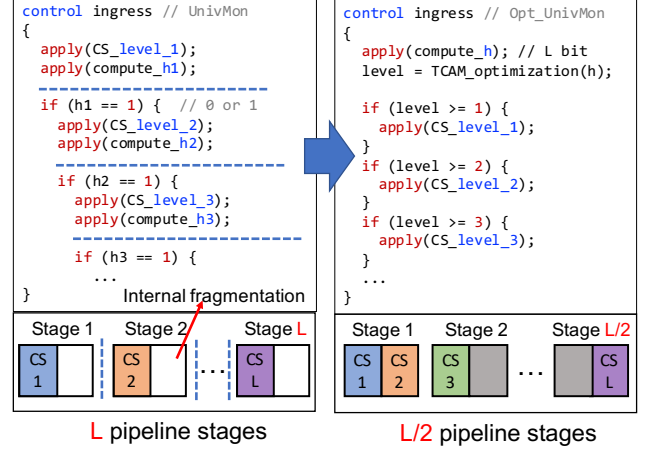 control ingress // UnivMon
{
apply(CS_level_1);
apply(compute_h1);
if (h1 == 1) { // 0 or 1
apply(CS_level_2);
apply(compute_h2);
if (h2 == 1) {
apply(CS_level_3);
apply(compute_h3);
if (h3 == 1) {
...
}
Internal fragmentation
Stage 1 Stage 2 Stage L
CS 1
CS 2
...
CS L
L pipeline stages
control ingress // Opt_UnivMon
{
apply(compute_h); // L bit
level = TCAM_optimization(h);
if (level >= 1) {
apply(CS_level_1);
}
if (level >= 2) {
apply(CS_level_2);
}
if (level >= 3) {
apply(CS_level_3);
}
...
}
Stage 1 Stage 2 Stage L/2
CS 1
CS 2
CS 3
...
CS L
L/2 pipeline stages